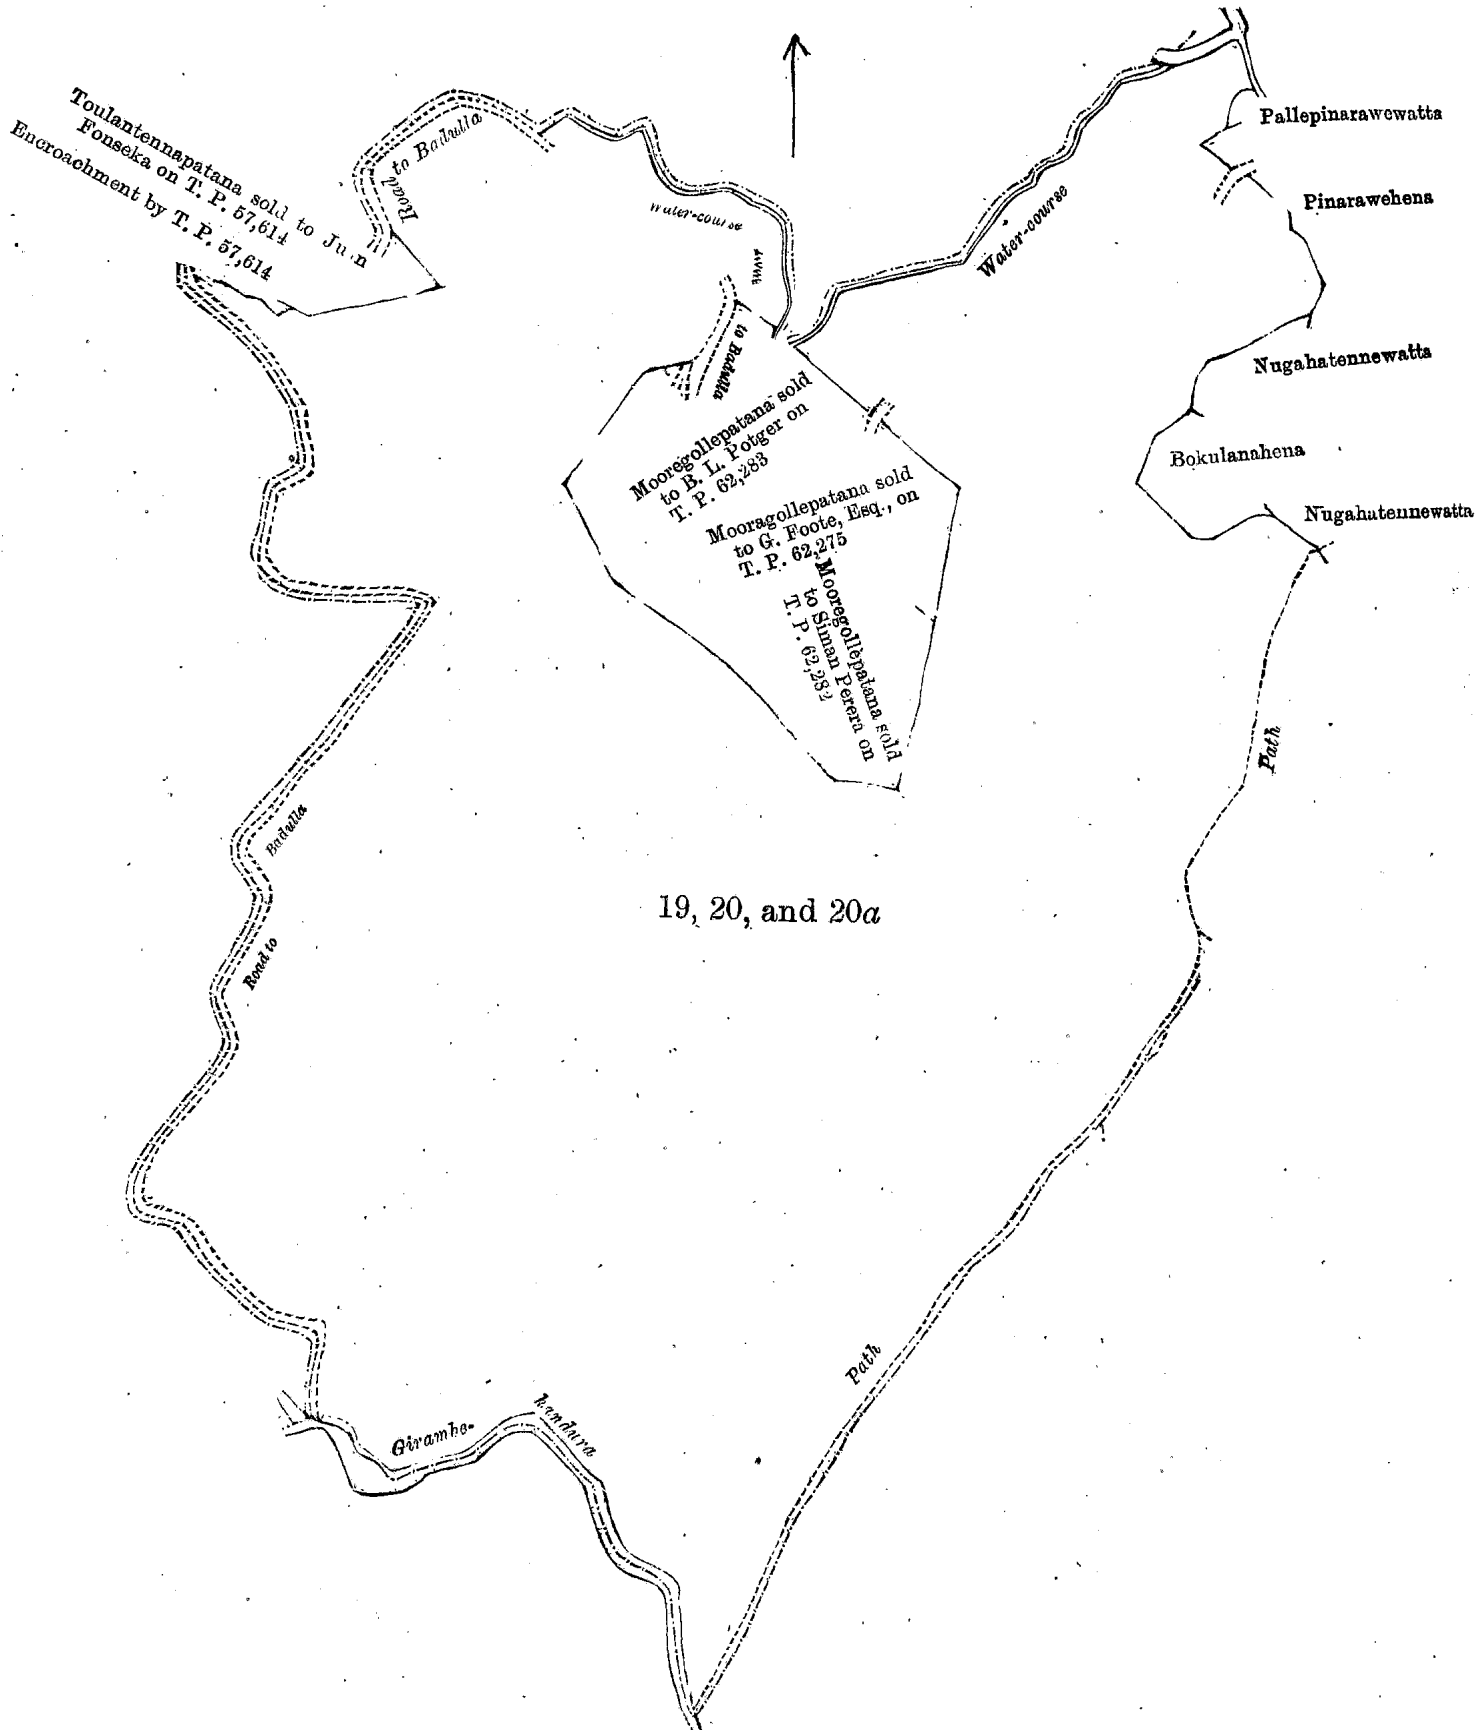 Toulantennapatana sold to Ju n
Fonseka on T. P. 57,614
Encroachment by T. P. 57,614
Road to Badulla
Water-course
Water-course
Pallepinarawewatta
Pinarawehena
Nugahatennewatta
Bokulanahena
Nugahatennewatta
to Badulla
Mooregollepatana sold
to B. L. Potger on
T. P. 62,283
Mooragollepatana sold
to G. Foote, Esq., on
T. P. 62,275
Mooregollepatana sold
to Siman Perera on
T. P. 62,282
Path
Badulla
Road to
19, 20, and 20a
Path
Girambe-
kandura